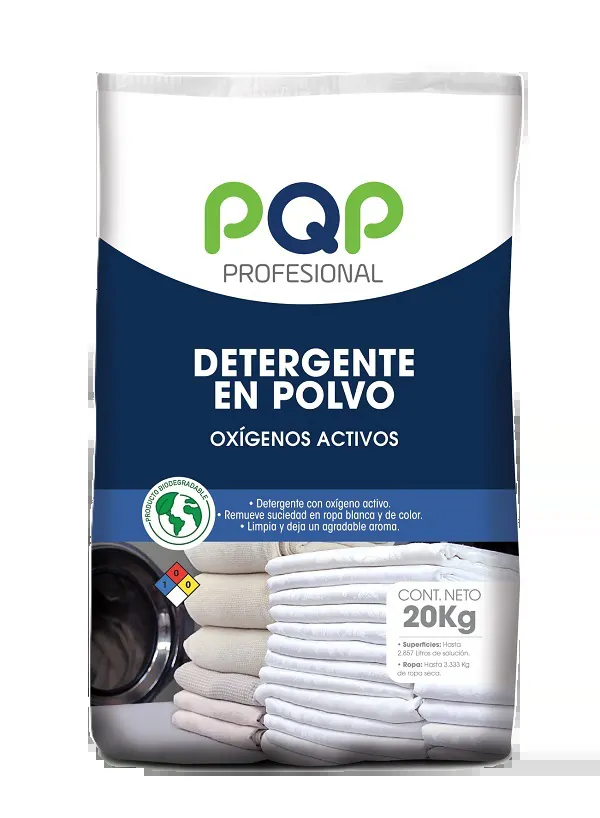 PQP
PROFESIONAL
DETERGENTE
EN POLVO
OXÍGENOS ACTIVOS
PRODUCTO BIODEGRADABLE
• Detergente con oxígeno activo.
• Remueve suciedad en ropa blanca y de color.
• Limpia y deja un agradable aroma.
0
1
0
CONT. NETO
20Kg
• Superficies: Hasta
2.857 Litros de solución.
• Ropa: Hasta 3.333 Kg
de ropa seca.